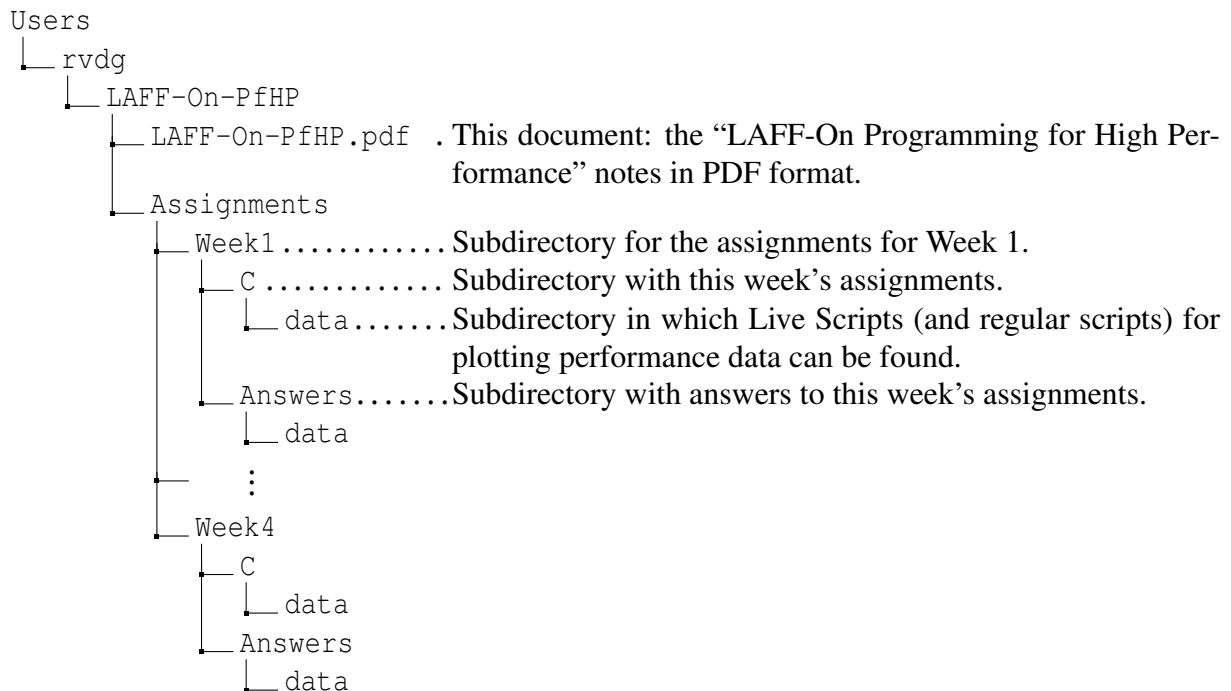 Users
rvdg
LAFF-On-PfHP
LAFF-On-PfHP.pdf . This document: the “LAFF-On Programming for High Per-
formance” notes in PDF format.
Assignments
Week1 ............ Subdirectory for the assignments for Week 1.
C ............. Subdirectory with this week’s assignments.
data ....... Subdirectory in which Live Scripts (and regular scripts) for
plotting performance data can be found.
Answers ....... Subdirectory with answers to this week’s assignments.
data
⋮
Week4
C
data
Answers
data